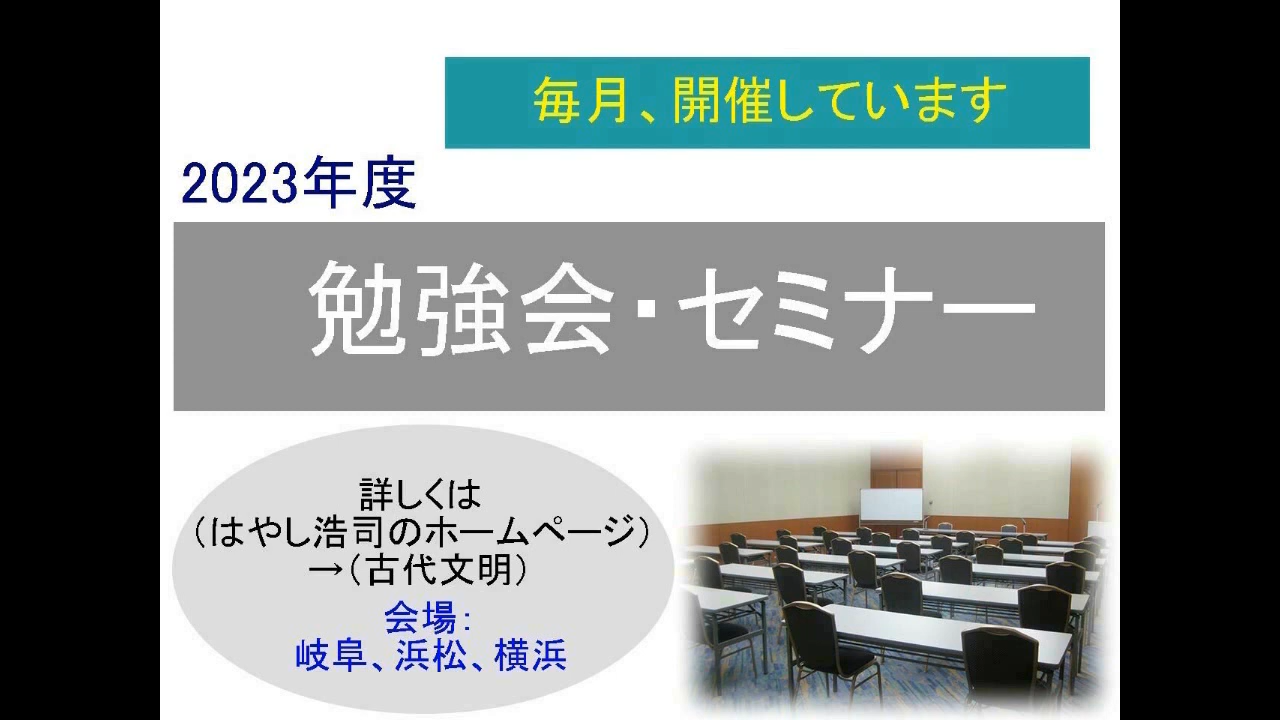 毎月、開催しています
2023年度
勉強会・セミナー
詳しくは
（はやし浩司のホームページ）
→（古代文明）
会場：
岐阜、浜松、横浜